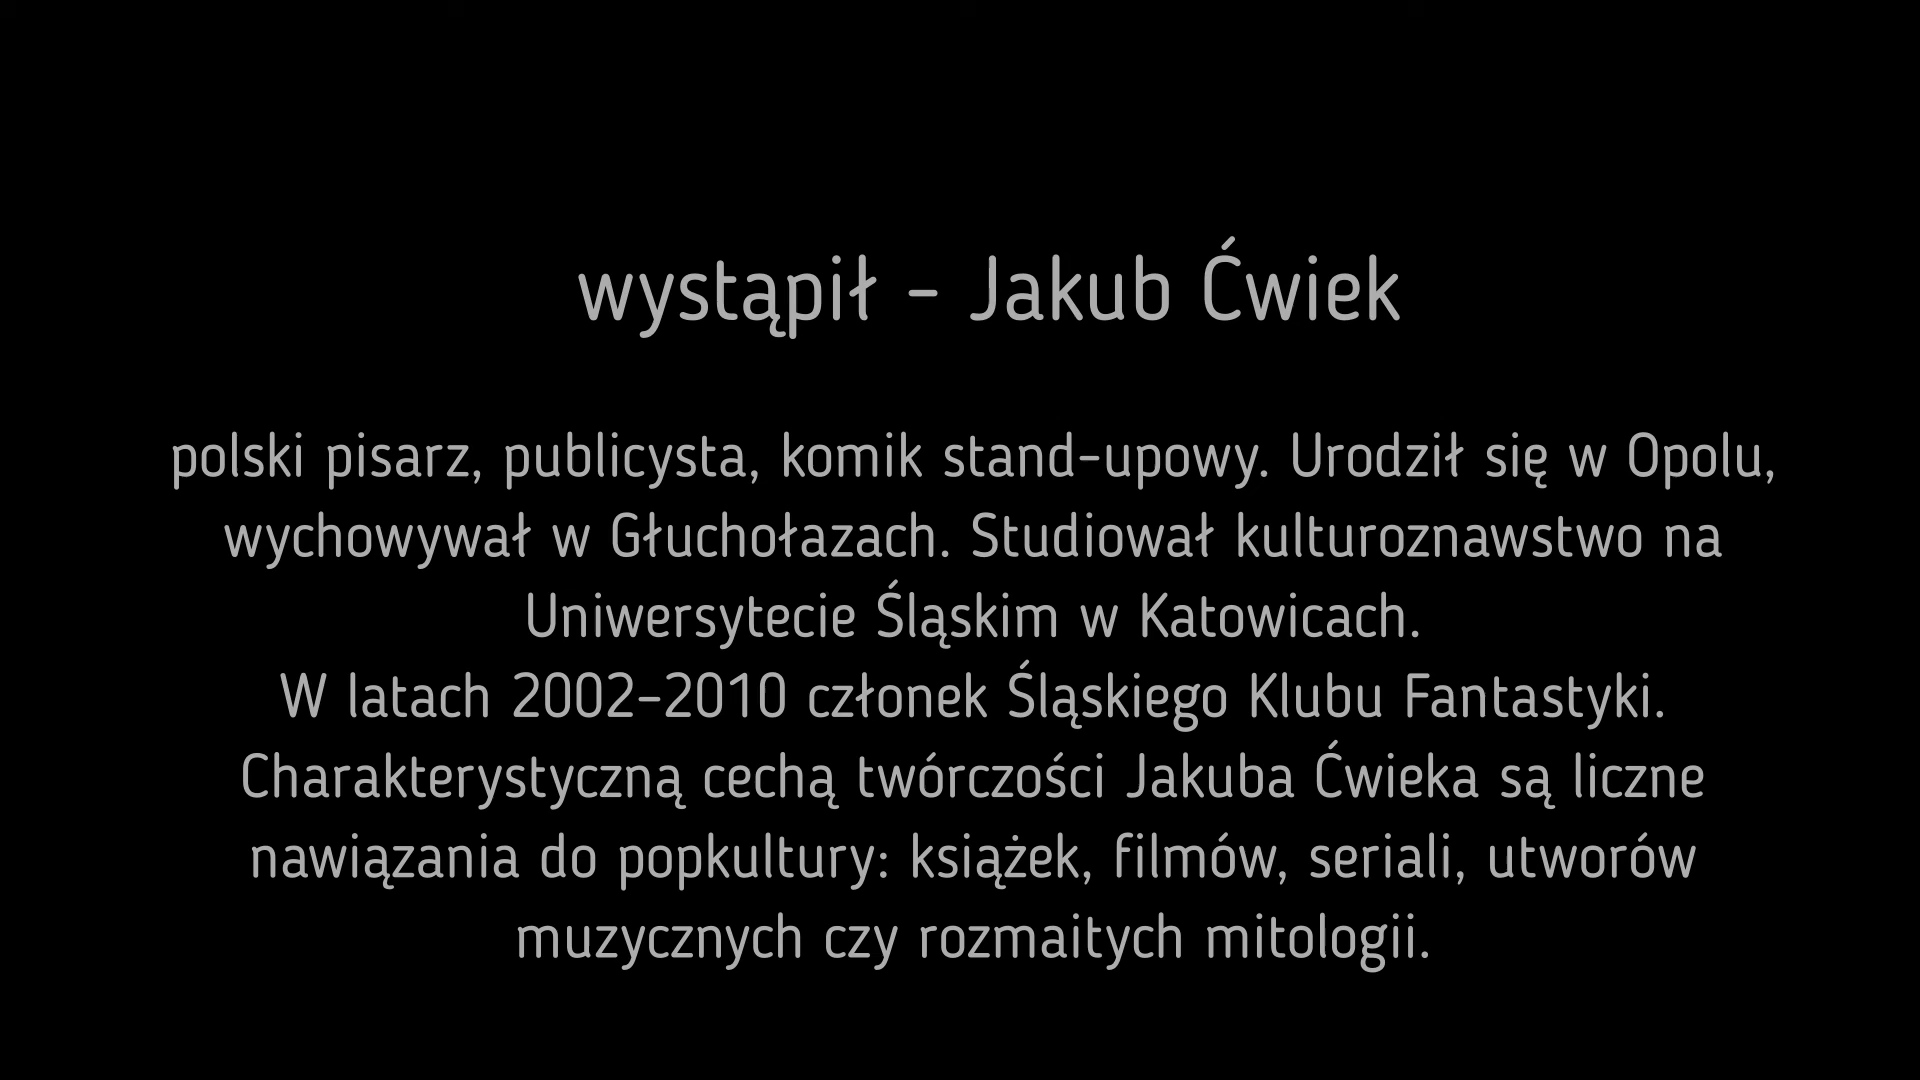 wystąpił - Jakub Ćwiek
polski pisarz, publicysta, komik stand-upowy. Urodził się w Opolu,
wychowywał w Głuchołazach. Studiował kulturoznawstwo na
Uniwersytecie Śląskim w Katowicach.
W latach 2002–2010 członek Śląskiego Klubu Fantastyki.
Charakterystyczną cechą twórczości Jakuba Ćwieka są liczne
nawiązania do popkultury: książek, filmów, seriali, utworów
muzycznych czy rozmaitych mitologii.